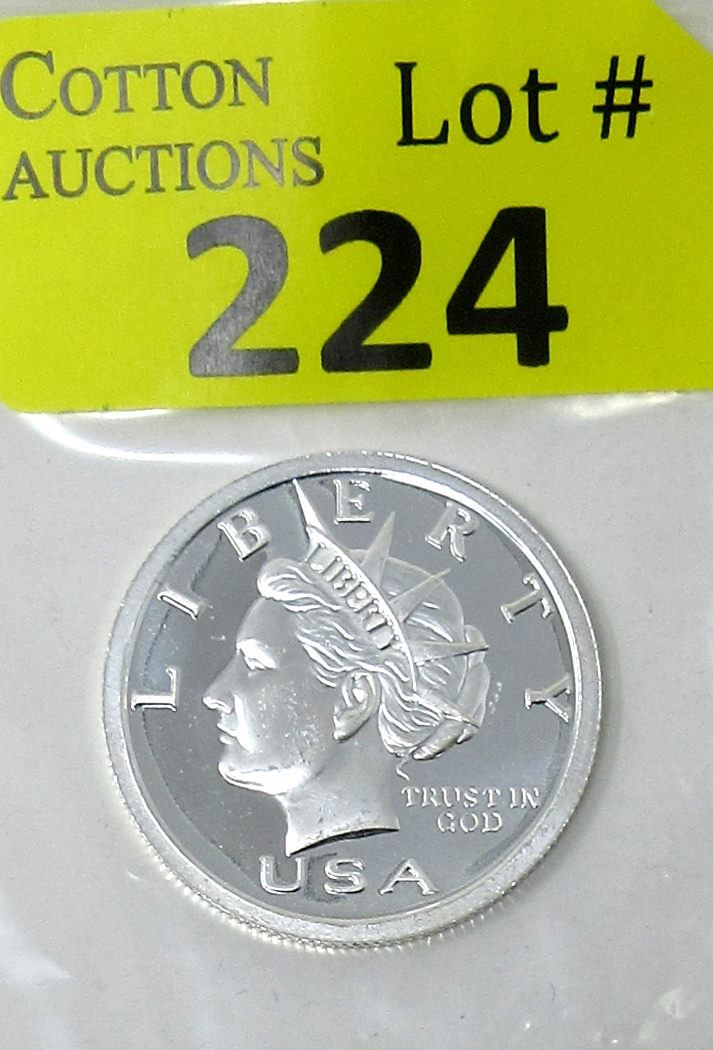 COTTON
AUCTIONS
Lot #
224
LIBERTY
LIBERTY
TRUST IN
GOD
USA